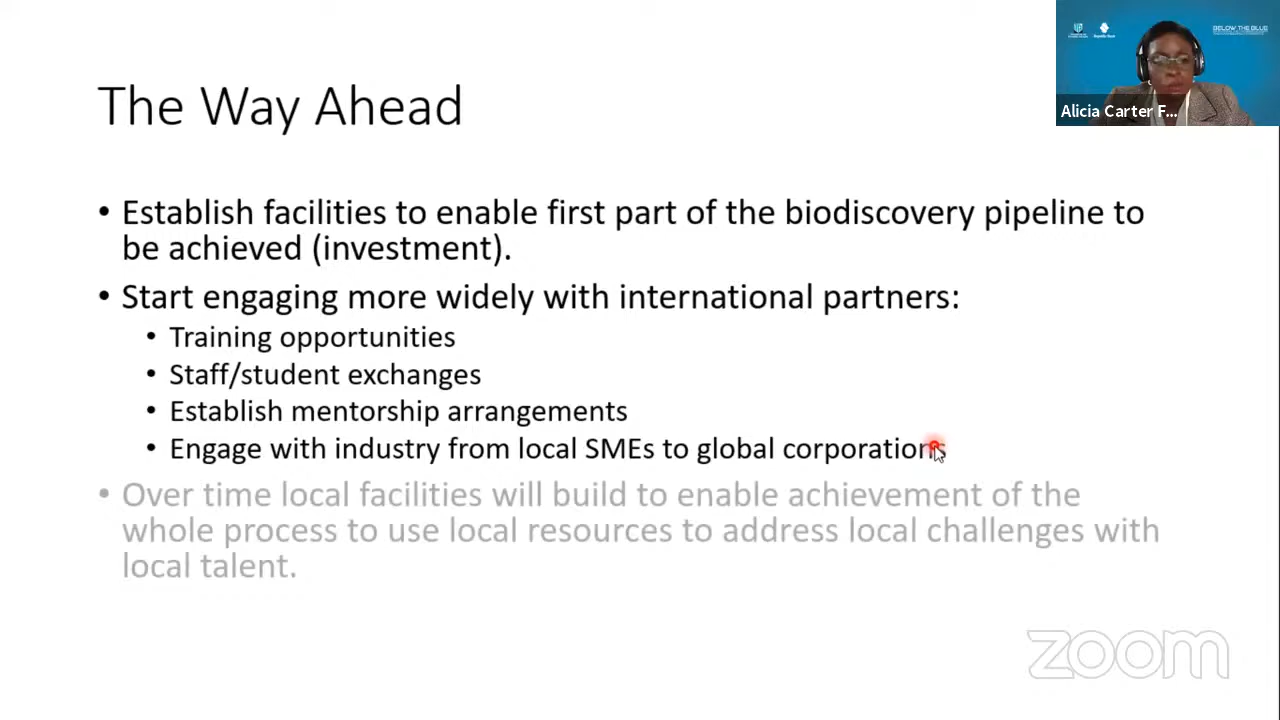 BELOW THE BLUE
Alicia Carter F...
The Way Ahead
• Establish facilities to enable first part of the biodiscovery pipeline to
be achieved (investment).
• Start engaging more widely with international partners:
• Training opportunities
• Staff/student exchanges
• Establish mentorship arrangements
• Engage with industry from local SMEs to global corporations
• Over time local facilities will build to enable achievement of the
whole process to use local resources to address local challenges with
local talent.
zoom